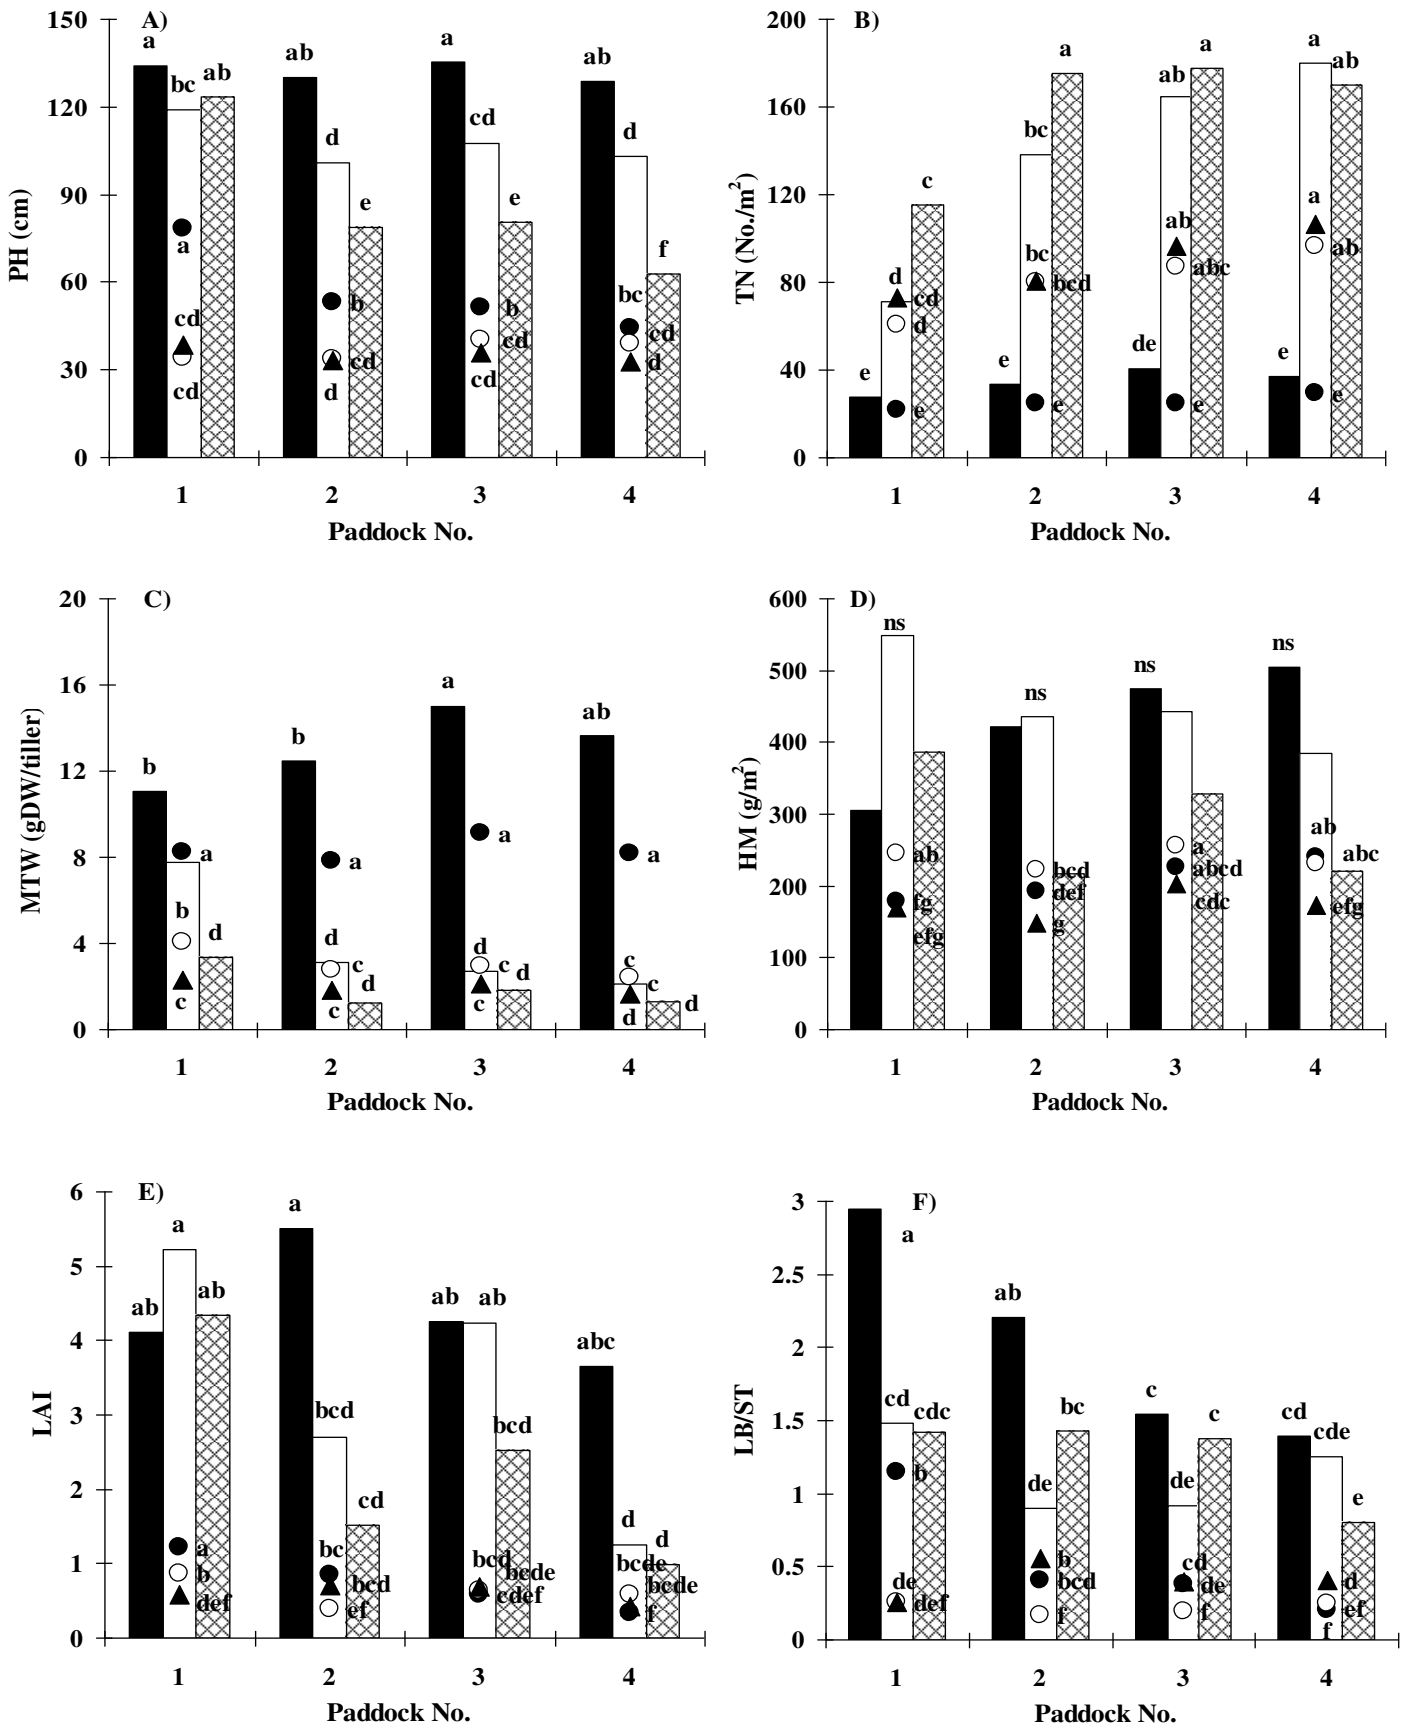 A)
150
120
90
60
30
0
PH (cm)
a
bc
ab
ab
d
e
a
cd
e
ab
d
f
a
cd
cd
b
cd
d
b
cd
cd
bc
cd
d
1 2 3 4
Paddock No.
B)
200
160
120
80
40
0
TN (No./m²)
e
d
c
e
bc
a
de
ab
a
e
a
ab
cd
d
e
bc
bcd
e
ab
abc
e
a
ab
e
1 2 3 4
Paddock No.
C)
20
16
12
8
4
0
MTW (gDW/tiller)
b
a
b
d
c
b
a
d
c
d
c
a
a
d
c
d
c
ab
a
c
c
d
d
1 2 3 4
Paddock No.
D)
600
500
400
300
200
100
0
HM (g/m²)
ns
ab
fg
efg
ns
bcd
def
g
ns
a
abcd
cdc
ns
ab
abc
efg
1 2 3 4
Paddock No.
E)
6
5
4
3
2
1
0
LAI
ab
a
ab
a
b
def
a
bcd
cd
bc
bcd
ef
ab
ab
bcd
bcd
bcde
cdef
abc
d
d
bcde
bcde
f
1 2 3 4
Paddock No.
F)
3
2.5
2
1.5
1
0.5
0
LB/ST
a
cd
cdc
b
de
def
ab
de
bc
b
bcd
f
c
de
c
cd
de
f
cd
cde
e
d
ef
f
1 2 3 4
Paddock No.